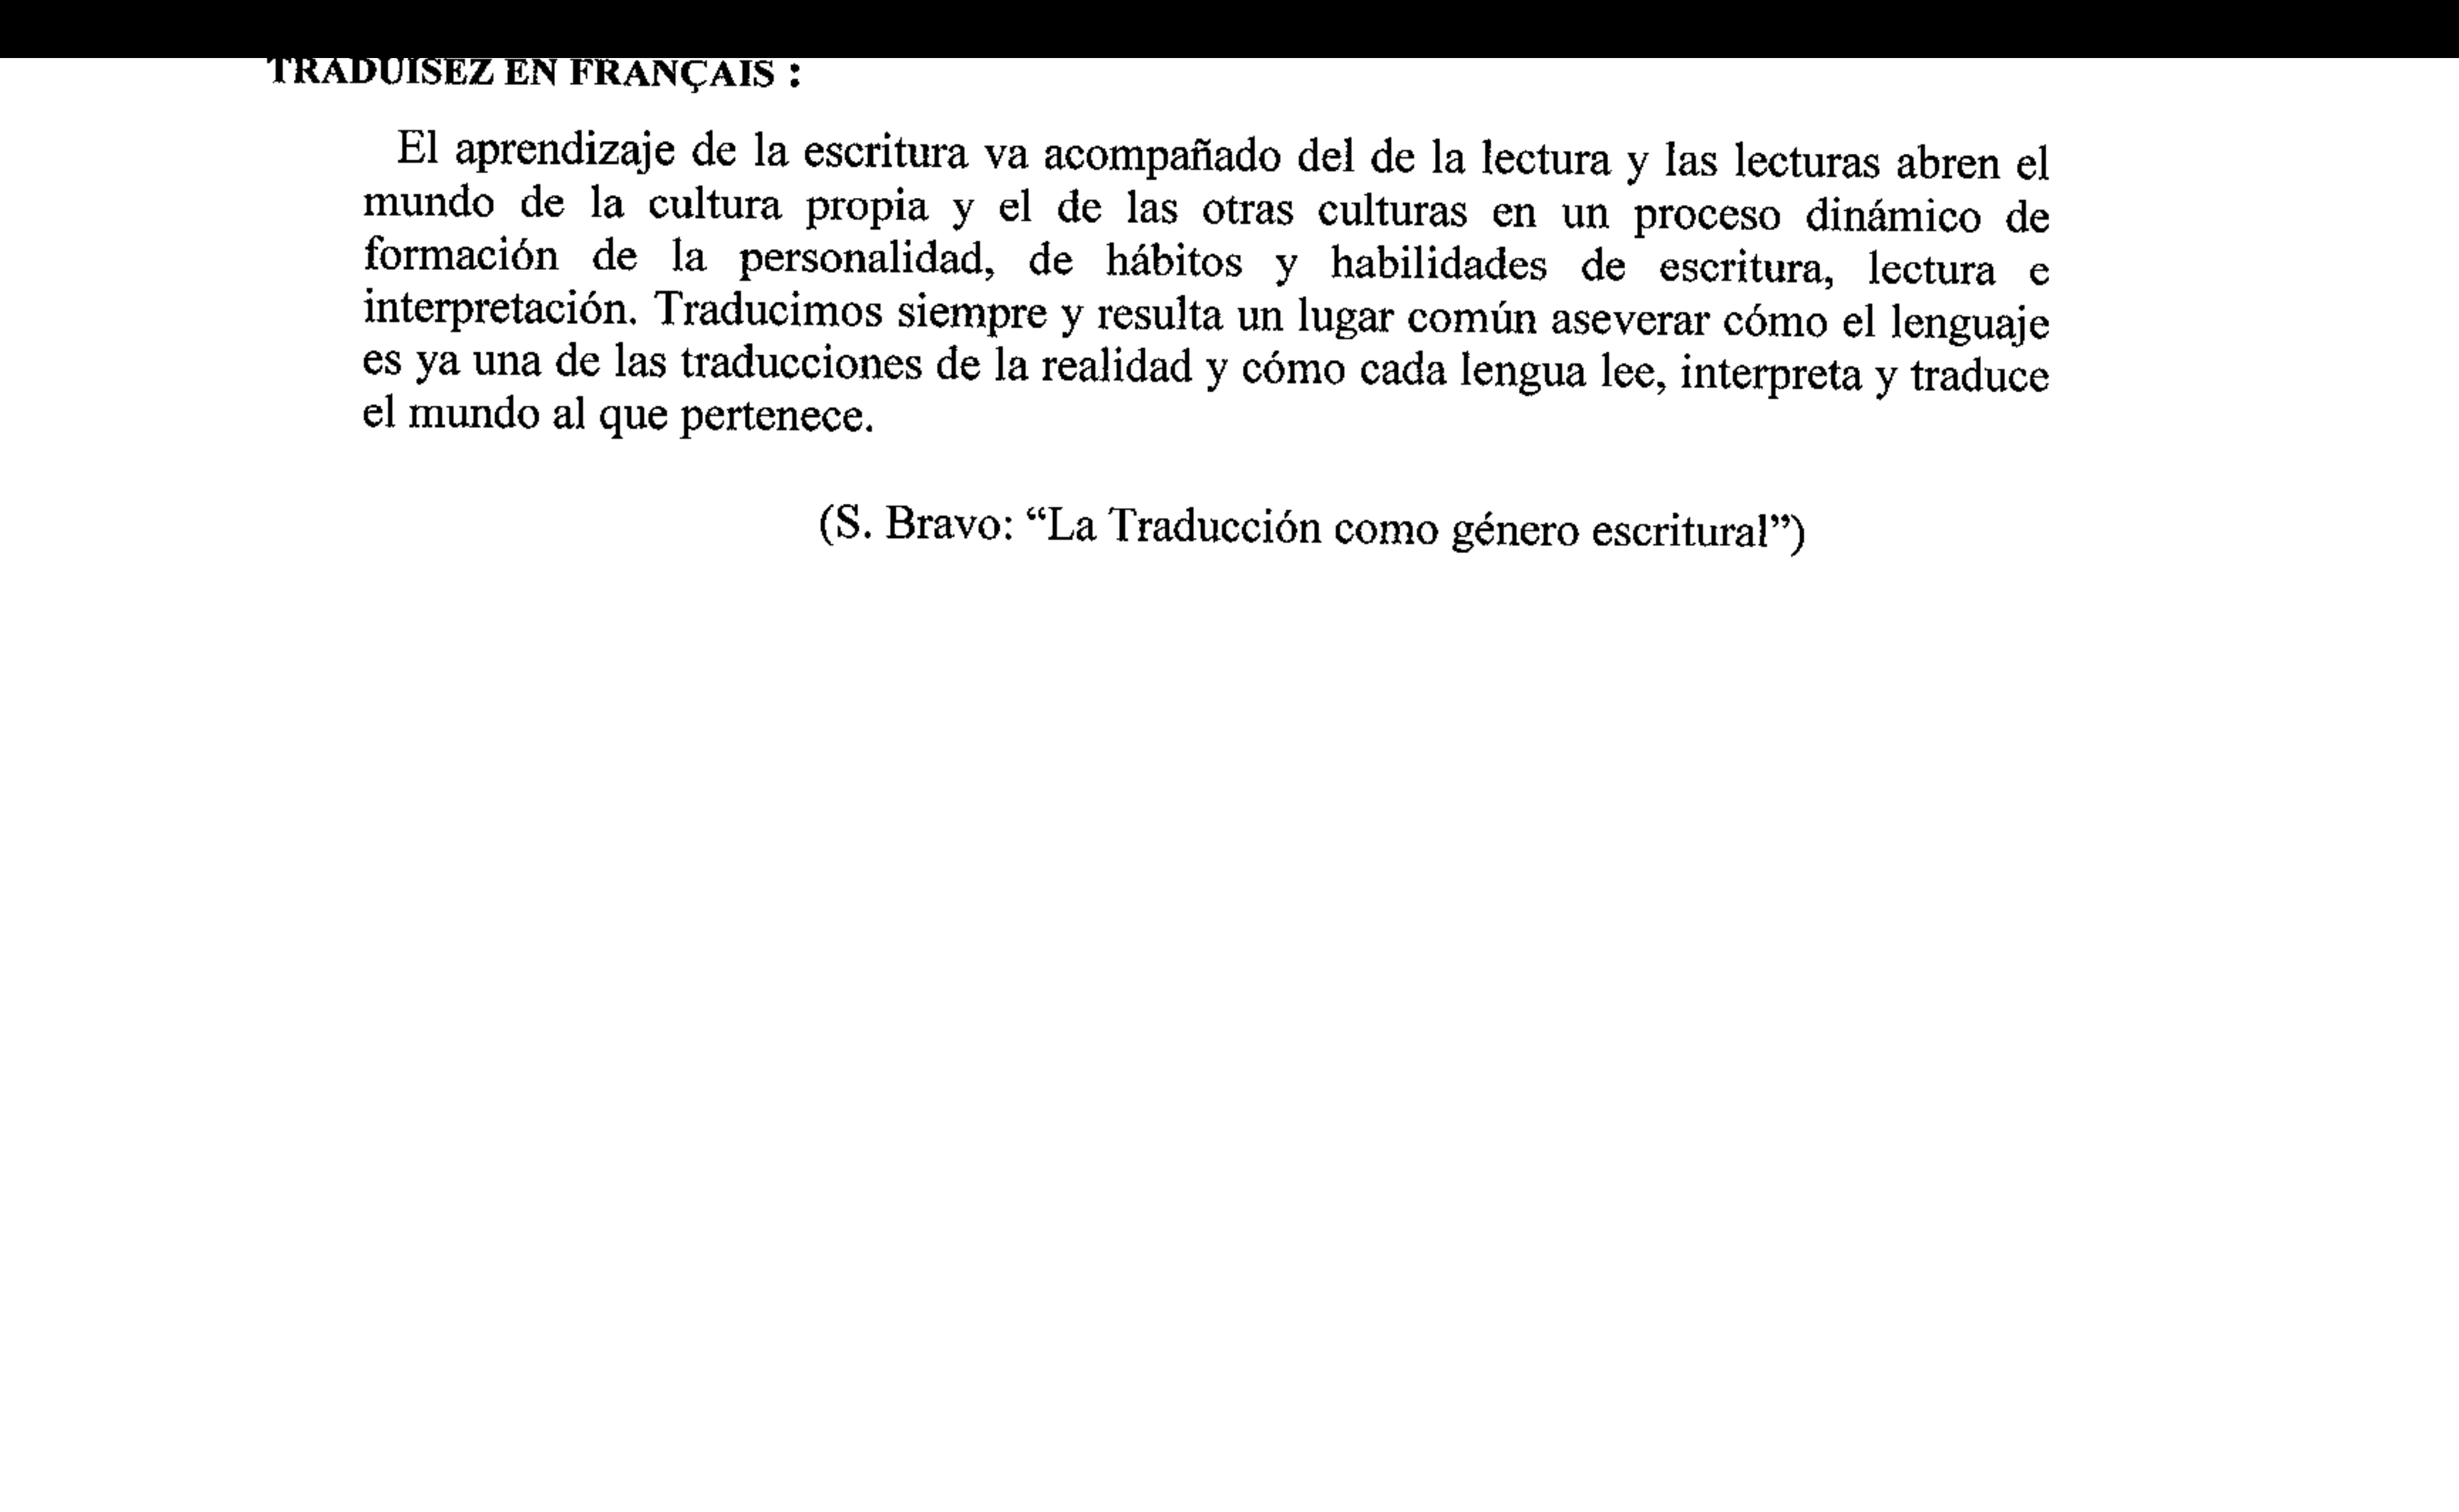 TRADUISEZ EN FRANÇAIS :
El aprendizaje de la escritura va acompañado del de la lectura y las lecturas abren el
mundo de la cultura propia y el de las otras culturas en un proceso dinámico de
formación de la personalidad, de hábitos y habilidades de escritura, lectura e
interpretación. Traducimos siempre y resulta un lugar común aseverar cómo el lenguaje
es ya una de las traducciones de la realidad y cómo cada lengua lee, interpreta y traduce
el mundo al que pertenece.
(S. Bravo: “La Traducción como género escritural”)